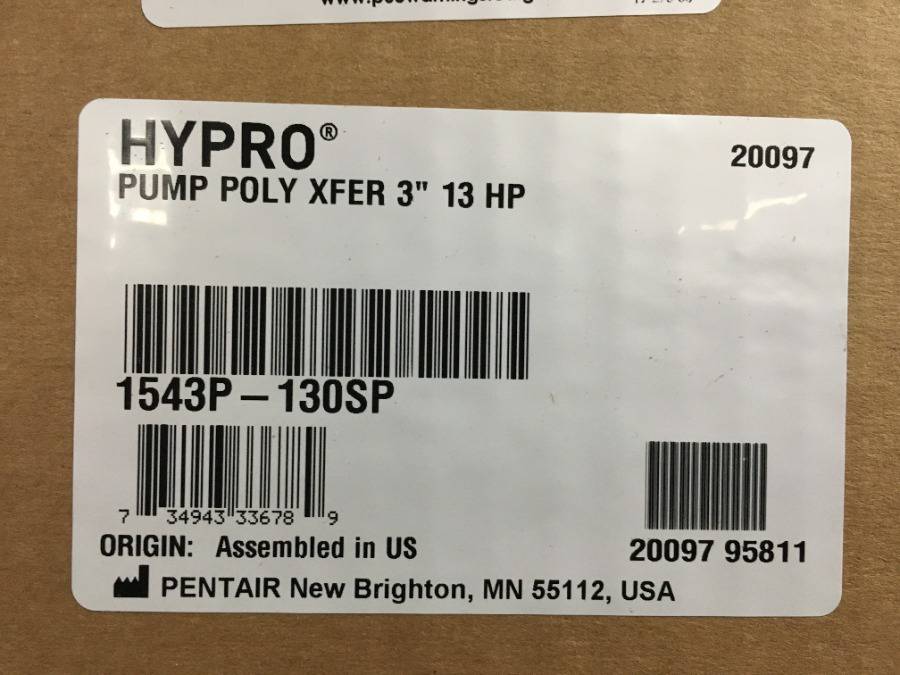 HYPRO®
20097
PUMP POLY XFER 3" 13 HP
1543P-130SP
7 34943 33678 9
20097 95811
ORIGIN: Assembled in US
PENTAIR New Brighton, MN 55112, USA